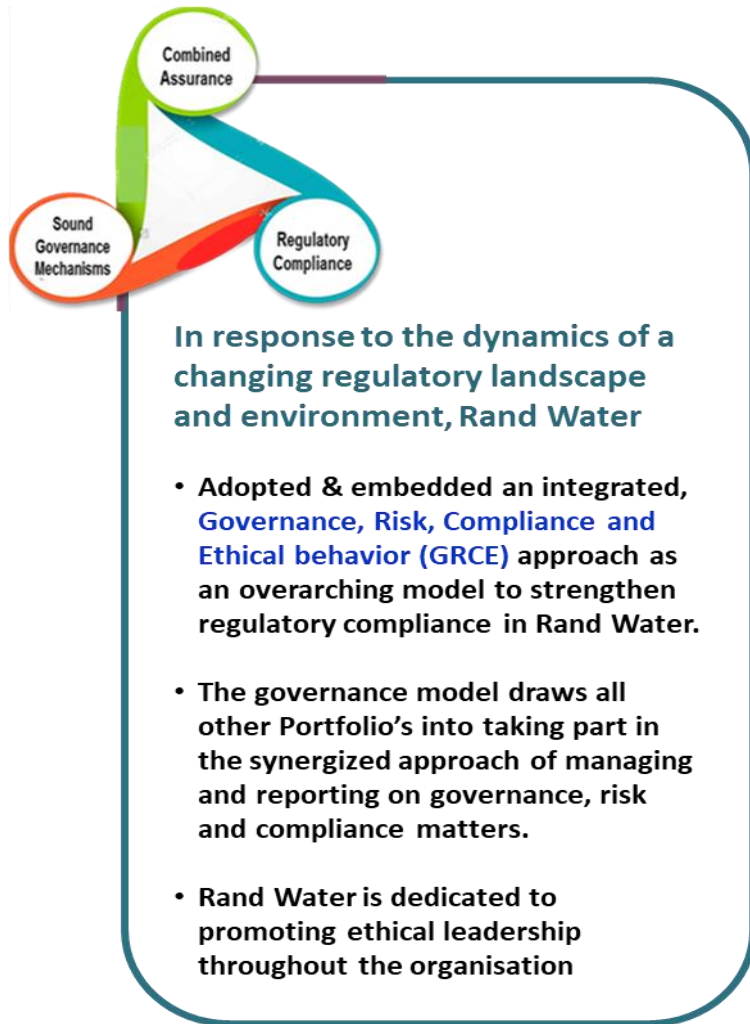 Combined
Assurance
Sound
Governance
Mechanisms
Regulatory
Compliance
In response to the dynamics of a
changing regulatory landscape
and environment, Rand Water
• Adopted & embedded an integrated,
Governance, Risk, Compliance and
Ethical behavior (GRCE) approach as
an overarching model to strengthen
regulatory compliance in Rand Water.
• The governance model draws all
other Portfolio’s into taking part in
the synergized approach of managing
and reporting on governance, risk
and compliance matters.
• Rand Water is dedicated to
promoting ethical leadership
throughout the organisation